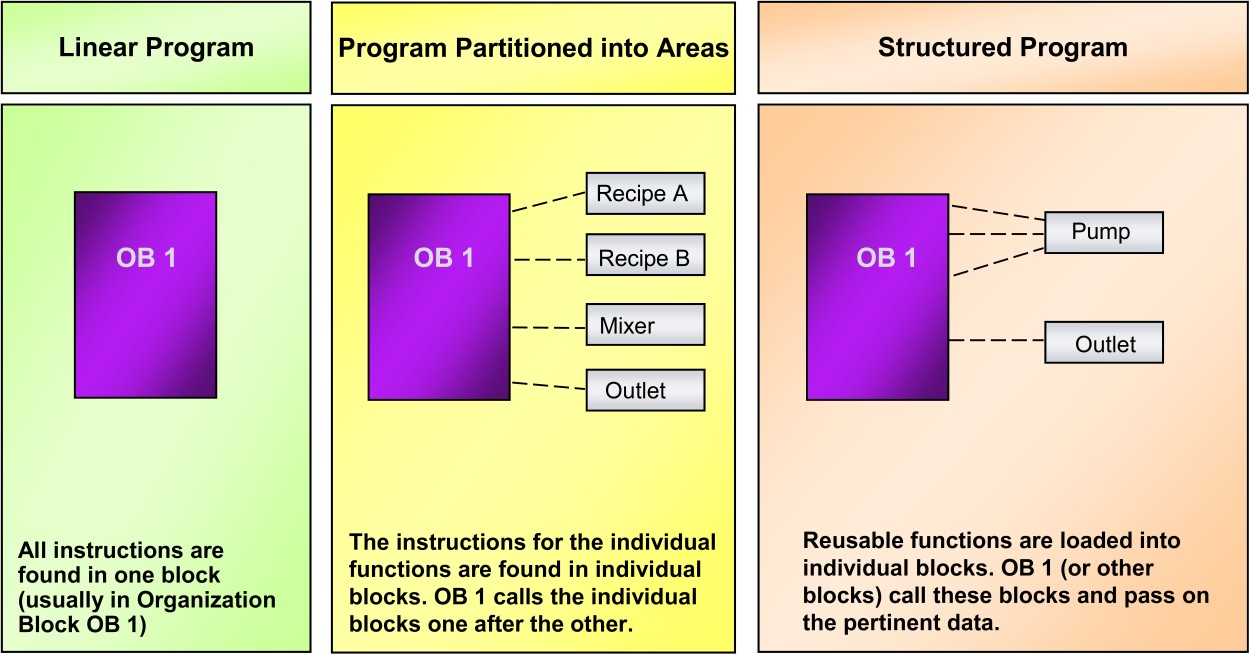 Linear Program
Program Partitioned into Areas
Structured Program
OB 1
All instructions are
found in one block
(usually in Organization
Block OB 1)
OB 1
Recipe A
Recipe B
Mixer
Outlet
The instructions for the individual
functions are found in individual
blocks. OB 1 calls the individual
blocks one after the other.
OB 1
Pump
Outlet
Reusable functions are loaded into
individual blocks. OB 1 (or other
blocks) call these blocks and pass on
the pertinent data.